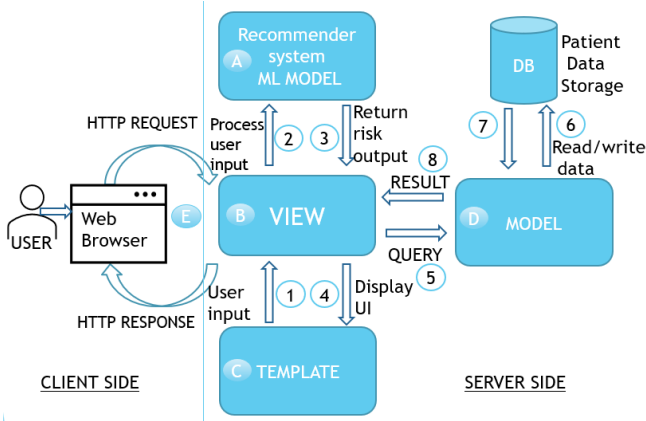 Recommender
system
ML MODEL
A
DB
Patient
Data
Storage
HTTP REQUEST
Process
user
input
2
3
Return
risk
output
7
6
Read/write
data
8
RESULT
USER
Web
Browser
E
B
VIEW
D
MODEL
QUERY
5
HTTP RESPONSE
User
input
1
4
Display
UI
C
TEMPLATE
CLIENT SIDE
SERVER SIDE